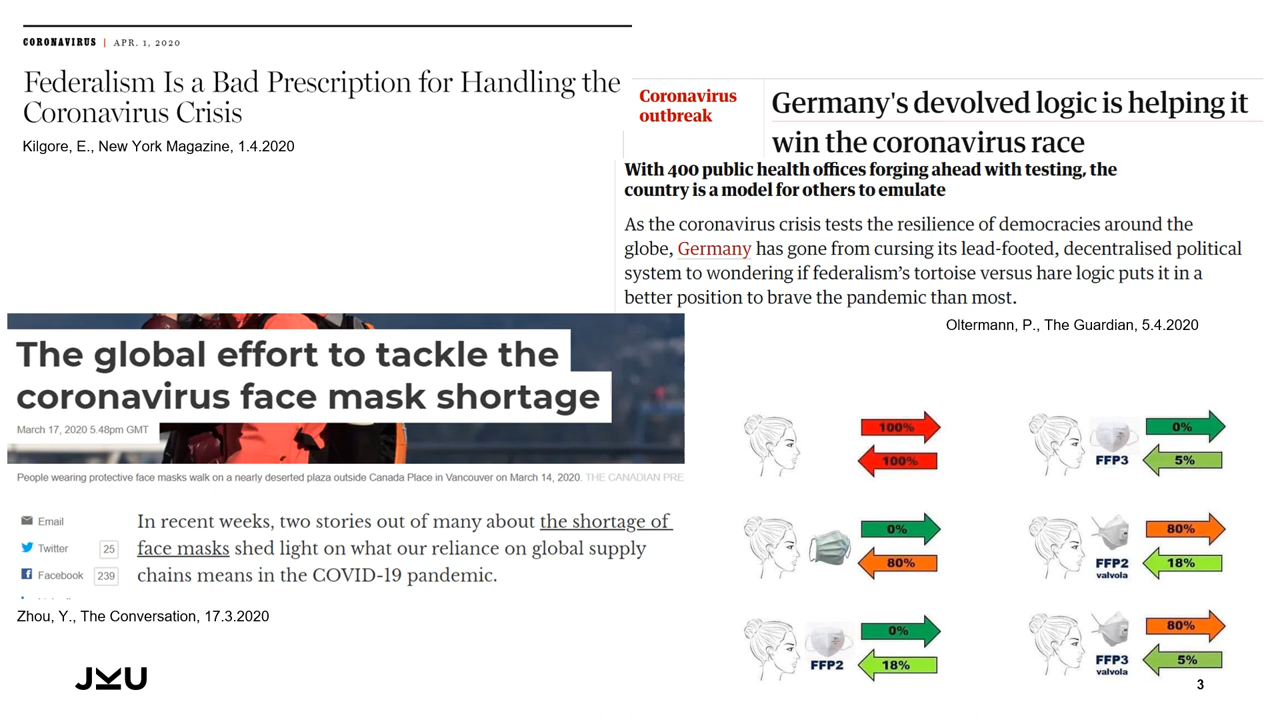 CORONAVIRUS | APR. 1, 2020
Federalism Is a Bad Prescription for Handling the
Coronavirus Crisis
Kilgore, E., New York Magazine, 1.4.2020
Coronavirus
outbreak
Germany's devolved logic is helping it
win the coronavirus race
With 400 public health offices forging ahead with testing, the
country is a model for others to emulate
As the coronavirus crisis tests the resilience of democracies around the
globe, Germany has gone from cursing its lead-footed, decentralised political
system to wondering if federalism's tortoise versus hare logic puts it in a
better position to brave the pandemic than most.
Oltermann, P., The Guardian, 5.4.2020
The global effort to tackle the
coronavirus face mask shortage
March 17, 2020 5.48pm GMT
People wearing protective face masks walk on a nearly deserted plaza outside Canada Place in Vancouver on March 14, 2020. THE CANADIAN PRE
Email
Twitter 25
Facebook 239
In recent weeks, two stories out of many about the shortage of
face masks shed light on what our reliance on global supply
chains means in the COVID-19 pandemic.
Zhou, Y., The Conversation, 17.3.2020
100%
100%
0%
80%
FFP2
0%
18%
FFP3
0%
5%
FFP2
valvola
80%
18%
FFP3
valvola
80%
5%
JKU
3